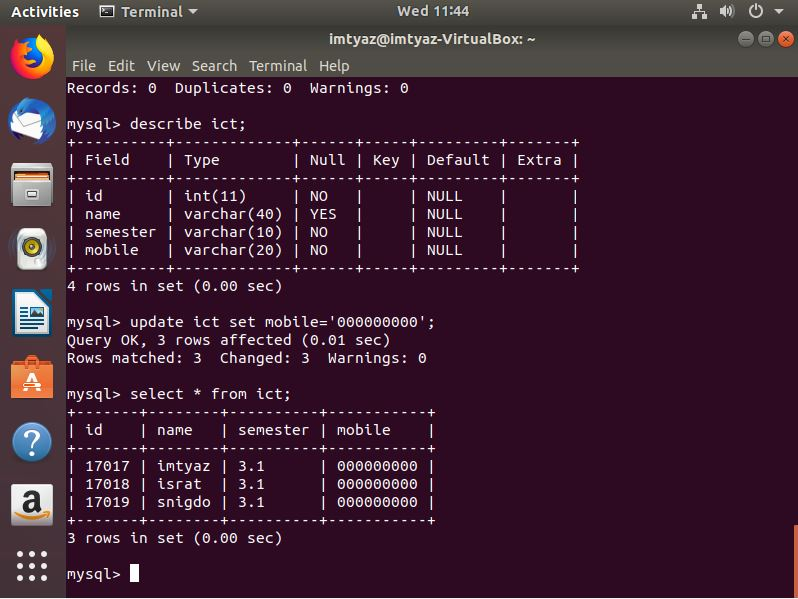 Activities Terminal Wed 11:44
imtyaz@imtyaz-VirtualBox: ~
File Edit View Search Terminal Help
Records: 0  Duplicates: 0  Warnings: 0
mysql> describe ict;
+----------+-------------+------+-----+---------+-------+
| Field    | Type        | Null | Key | Default | Extra |
+----------+-------------+------+-----+---------+-------+
| id       | int(11)     | NO   |     | NULL    |       |
| name     | varchar(40) | YES  |     | NULL    |       |
| semester | varchar(10) | NO   |     | NULL    |       |
| mobile   | varchar(20) | NO   |     | NULL    |       |
+----------+-------------+------+-----+---------+-------+
4 rows in set (0.00 sec)
mysql> update ict set mobile='000000000';
Query OK, 3 rows affected (0.01 sec)
Rows matched: 3  Changed: 3  Warnings: 0
mysql> select * from ict;
+-------+--------+----------+-----------+
| id    | name   | semester | mobile    |
+-------+--------+----------+-----------+
| 17017 | imtyaz | 3.1      | 000000000 |
| 17018 | israt  | 3.1      | 000000000 |
| 17019 | snigdo | 3.1      | 000000000 |
+-------+--------+----------+-----------+
3 rows in set (0.00 sec)
mysql>